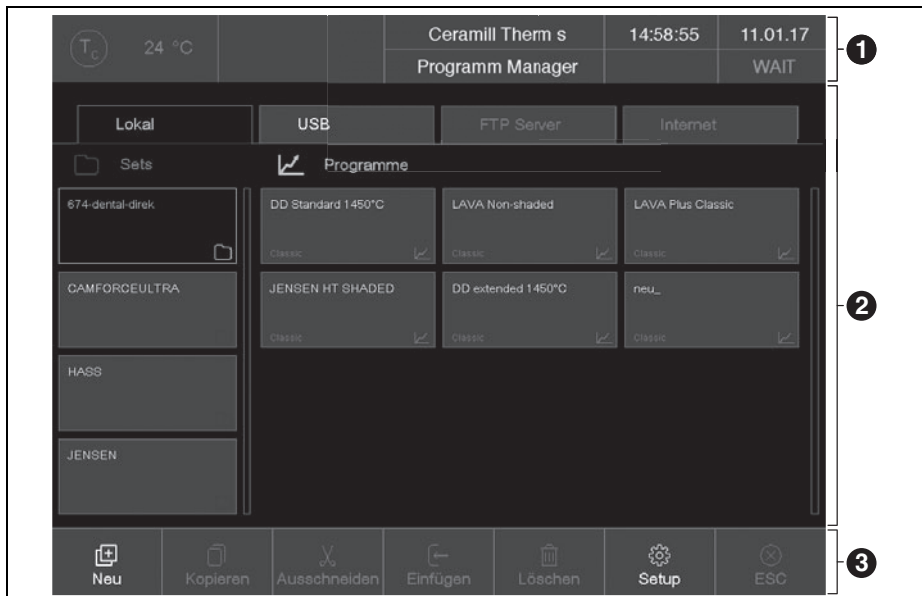 Tc 24 °C
Ceramill Therm s 14:58:55 11.01.17
Programm Manager WAIT
1
Lokal USB FTP Server Internet
Sets Programme
674-dental-direk DD Standard 1450°C LAVA Non-shaded LAVA Plus Classic
Classic Classic Classic
CAMFORCEULTRA JENSEN HT SHADED DD extended 1450°C neu_
Classic Classic Classic
2
HASS
JENSEN
Neu Kopieren Ausschneiden Einfügen Löschen Setup ESC
3